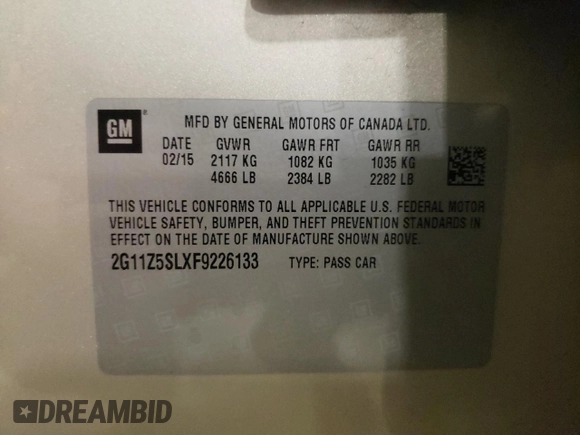 GM
MFD BY GENERAL MOTORS OF CANADA LTD.
DATE GVWR GAWR FRT GAWR RR
02/15 2117 KG 1082 KG 1035 KG
4666 LB 2384 LB 2282 LB
THIS VEHICLE CONFORMS TO ALL APPLICABLE U.S. FEDERAL MOTOR
VEHICLE SAFETY, BUMPER, AND THEFT PREVENTION STANDARDS IN
EFFECT ON THE DATE OF MANUFACTURE SHOWN ABOVE.
2G11Z5SLXF9226133 TYPE: PASS CAR
DREAMBID